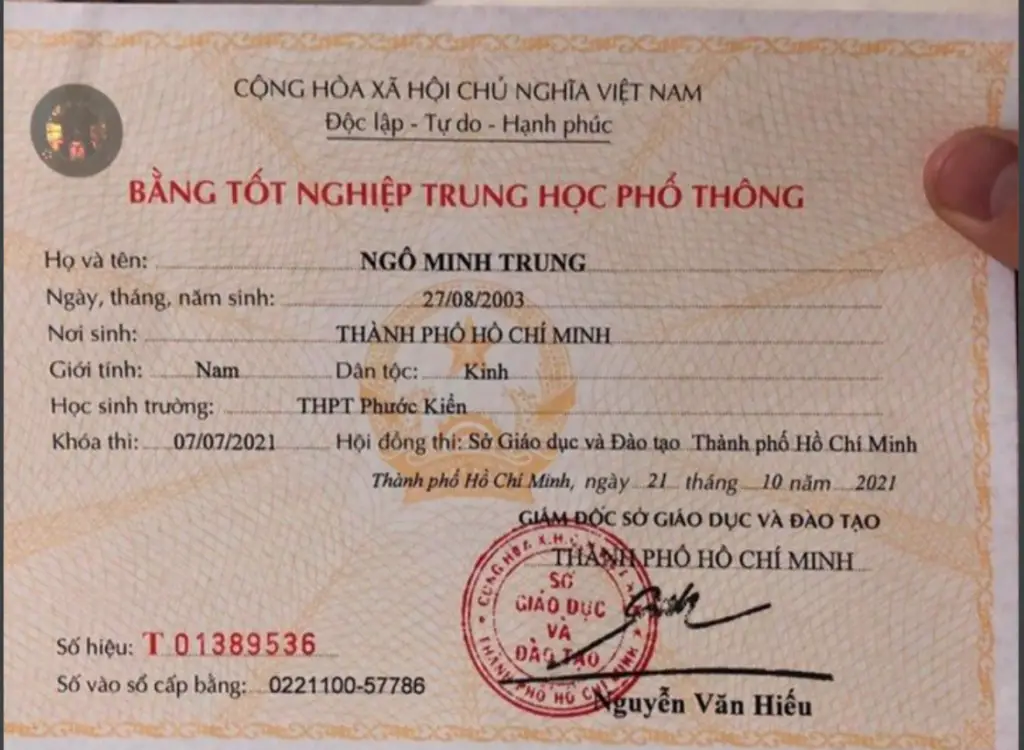 CỘNG HÒA XÃ HỘI CHỦ NGHĨA VIỆT NAM
Độc lập - Tự do - Hạnh phúc
BẰNG TỐT NGHIỆP TRUNG HỌC PHỔ THÔNG
Họ và tên: NGÔ MINH TRUNG
Ngày, tháng, năm sinh: 27/08/2003
Nơi sinh: THÀNH PHỐ HỒ CHÍ MINH
Giới tính: Nam Dân tộc: Kinh
Học sinh trường: THPT Phước Kiển
Khóa thi: 07/07/2021 Hội đồng thi: Sở Giáo dục và Đào tạo Thành phố Hồ Chí Minh
Thành phố Hồ Chí Minh, ngày 21 tháng 10 năm 2021
GIÁM ĐỐC SỞ GIÁO DỤC VÀ ĐÀO TẠO
THÀNH PHỐ HỒ CHÍ MINH
SỞ
GIÁO DỤC
VÀ
ĐÀO TẠO
THÀNH PHỐ HỒ CHÍ MINH
Số hiệu: T 01389536
Số vào sổ cấp bằng: 0221100-57786
Nguyễn Văn Hiếu